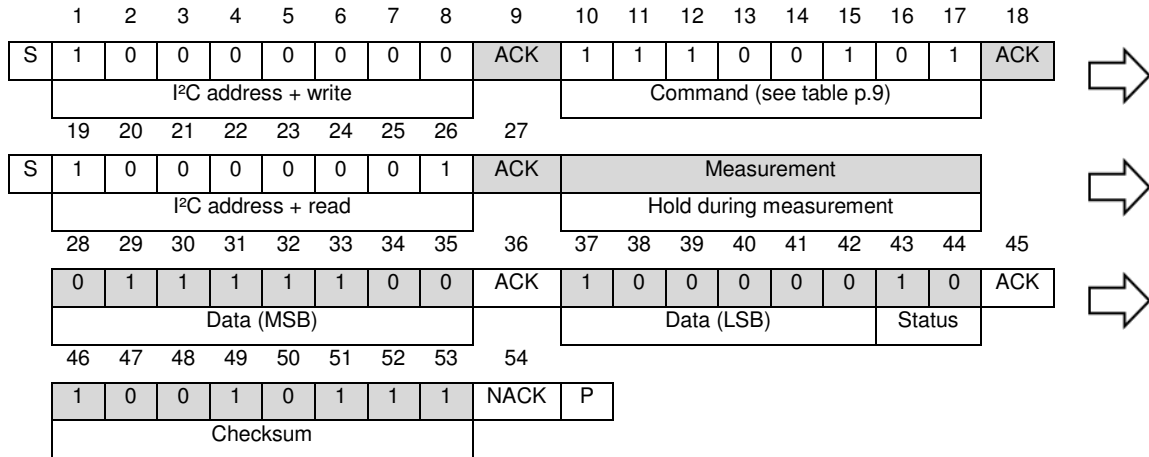 1 2 3 4 5 6 7 8 9 10 11 12 13 14 15 16 17 18
S 1 0 0 0 0 0 0 0 ACK 1 1 1 0 0 1 0 1 ACK
I²C address + write Command (see table p.9)
19 20 21 22 23 24 25 26 27
S 1 0 0 0 0 0 0 1 ACK Measurement
I²C address + read Hold during measurement
28 29 30 31 32 33 34 35 36 37 38 39 40 41 42 43 44 45
0 1 1 1 1 1 0 0 ACK 1 0 0 0 0 0 1 0 ACK
Data (MSB) Data (LSB) Status
46 47 48 49 50 51 52 53 54
1 0 0 1 0 1 1 1 NACK P
Checksum